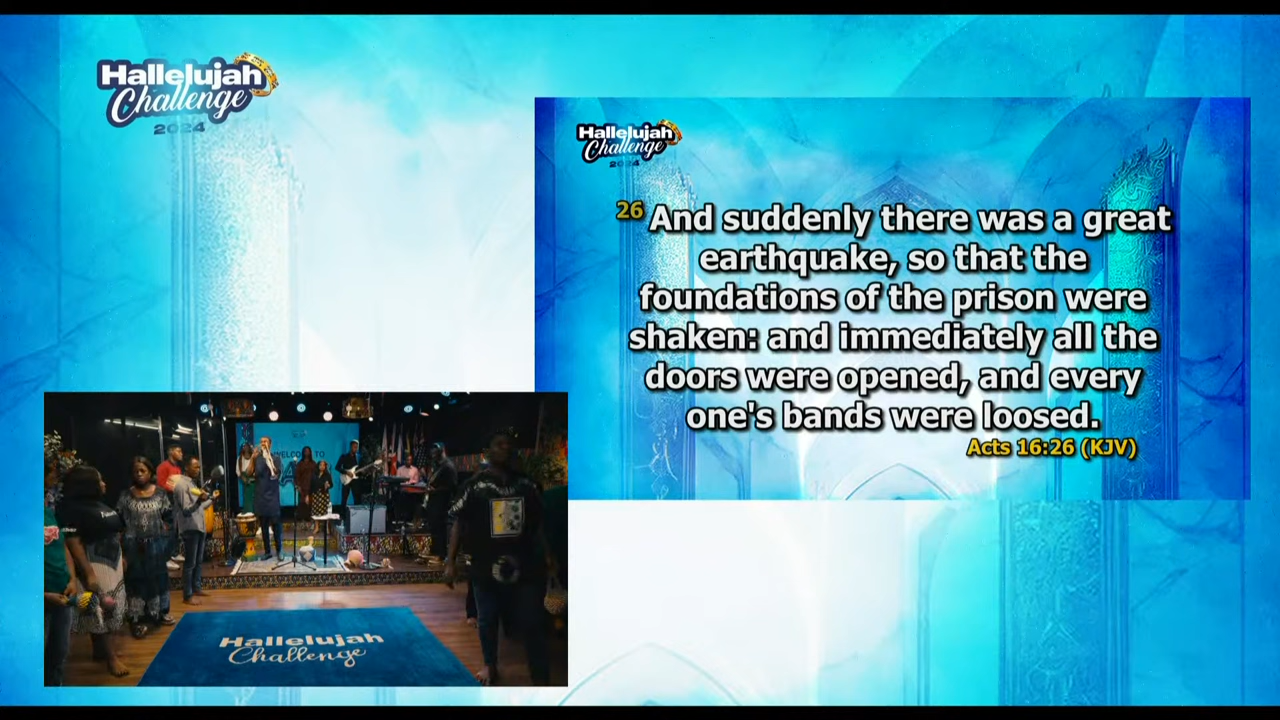 Hallelujah
Challenge
2024
Hallelujah
Challenge
2024
26 And suddenly there was a great
earthquake, so that the
foundations of the prison were
shaken: and immediately all the
doors were opened, and every
one's bands were loosed.
Acts 16:26 (KJV)
WELCOME TO
Hallelujah
Challenge